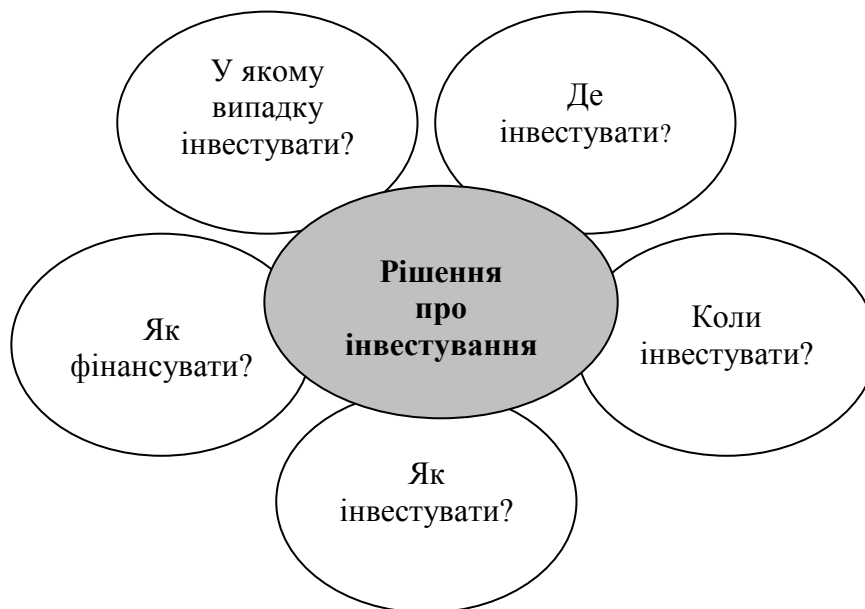 У якому
випадку
інвестувати?
Де
інвестувати?
Рішення
про
інвестування
Як
фінансувати?
Коли
інвестувати?
Як
інвестувати?